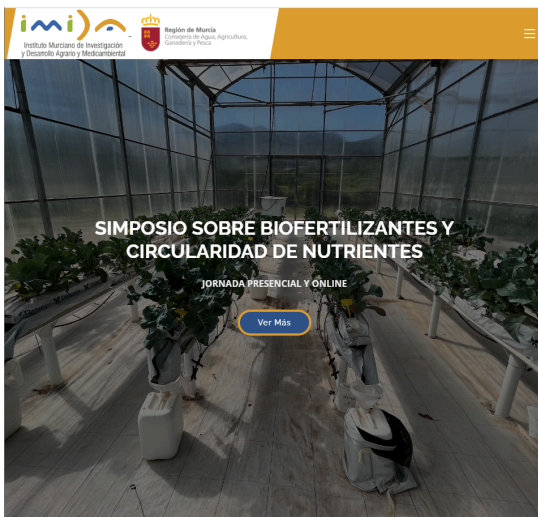 imida
Instituto Murciano de Investigación
y Desarrollo Agrario y Medioambiental
Región de Murcia
Consejería de Agua, Agricultura,
Ganadería y Pesca
SIMPOSIO SOBRE BIOFERTILIZANTES Y
CIRCULARIDAD DE NUTRIENTES
JORNADA PRESENCIAL Y ONLINE
Ver Más